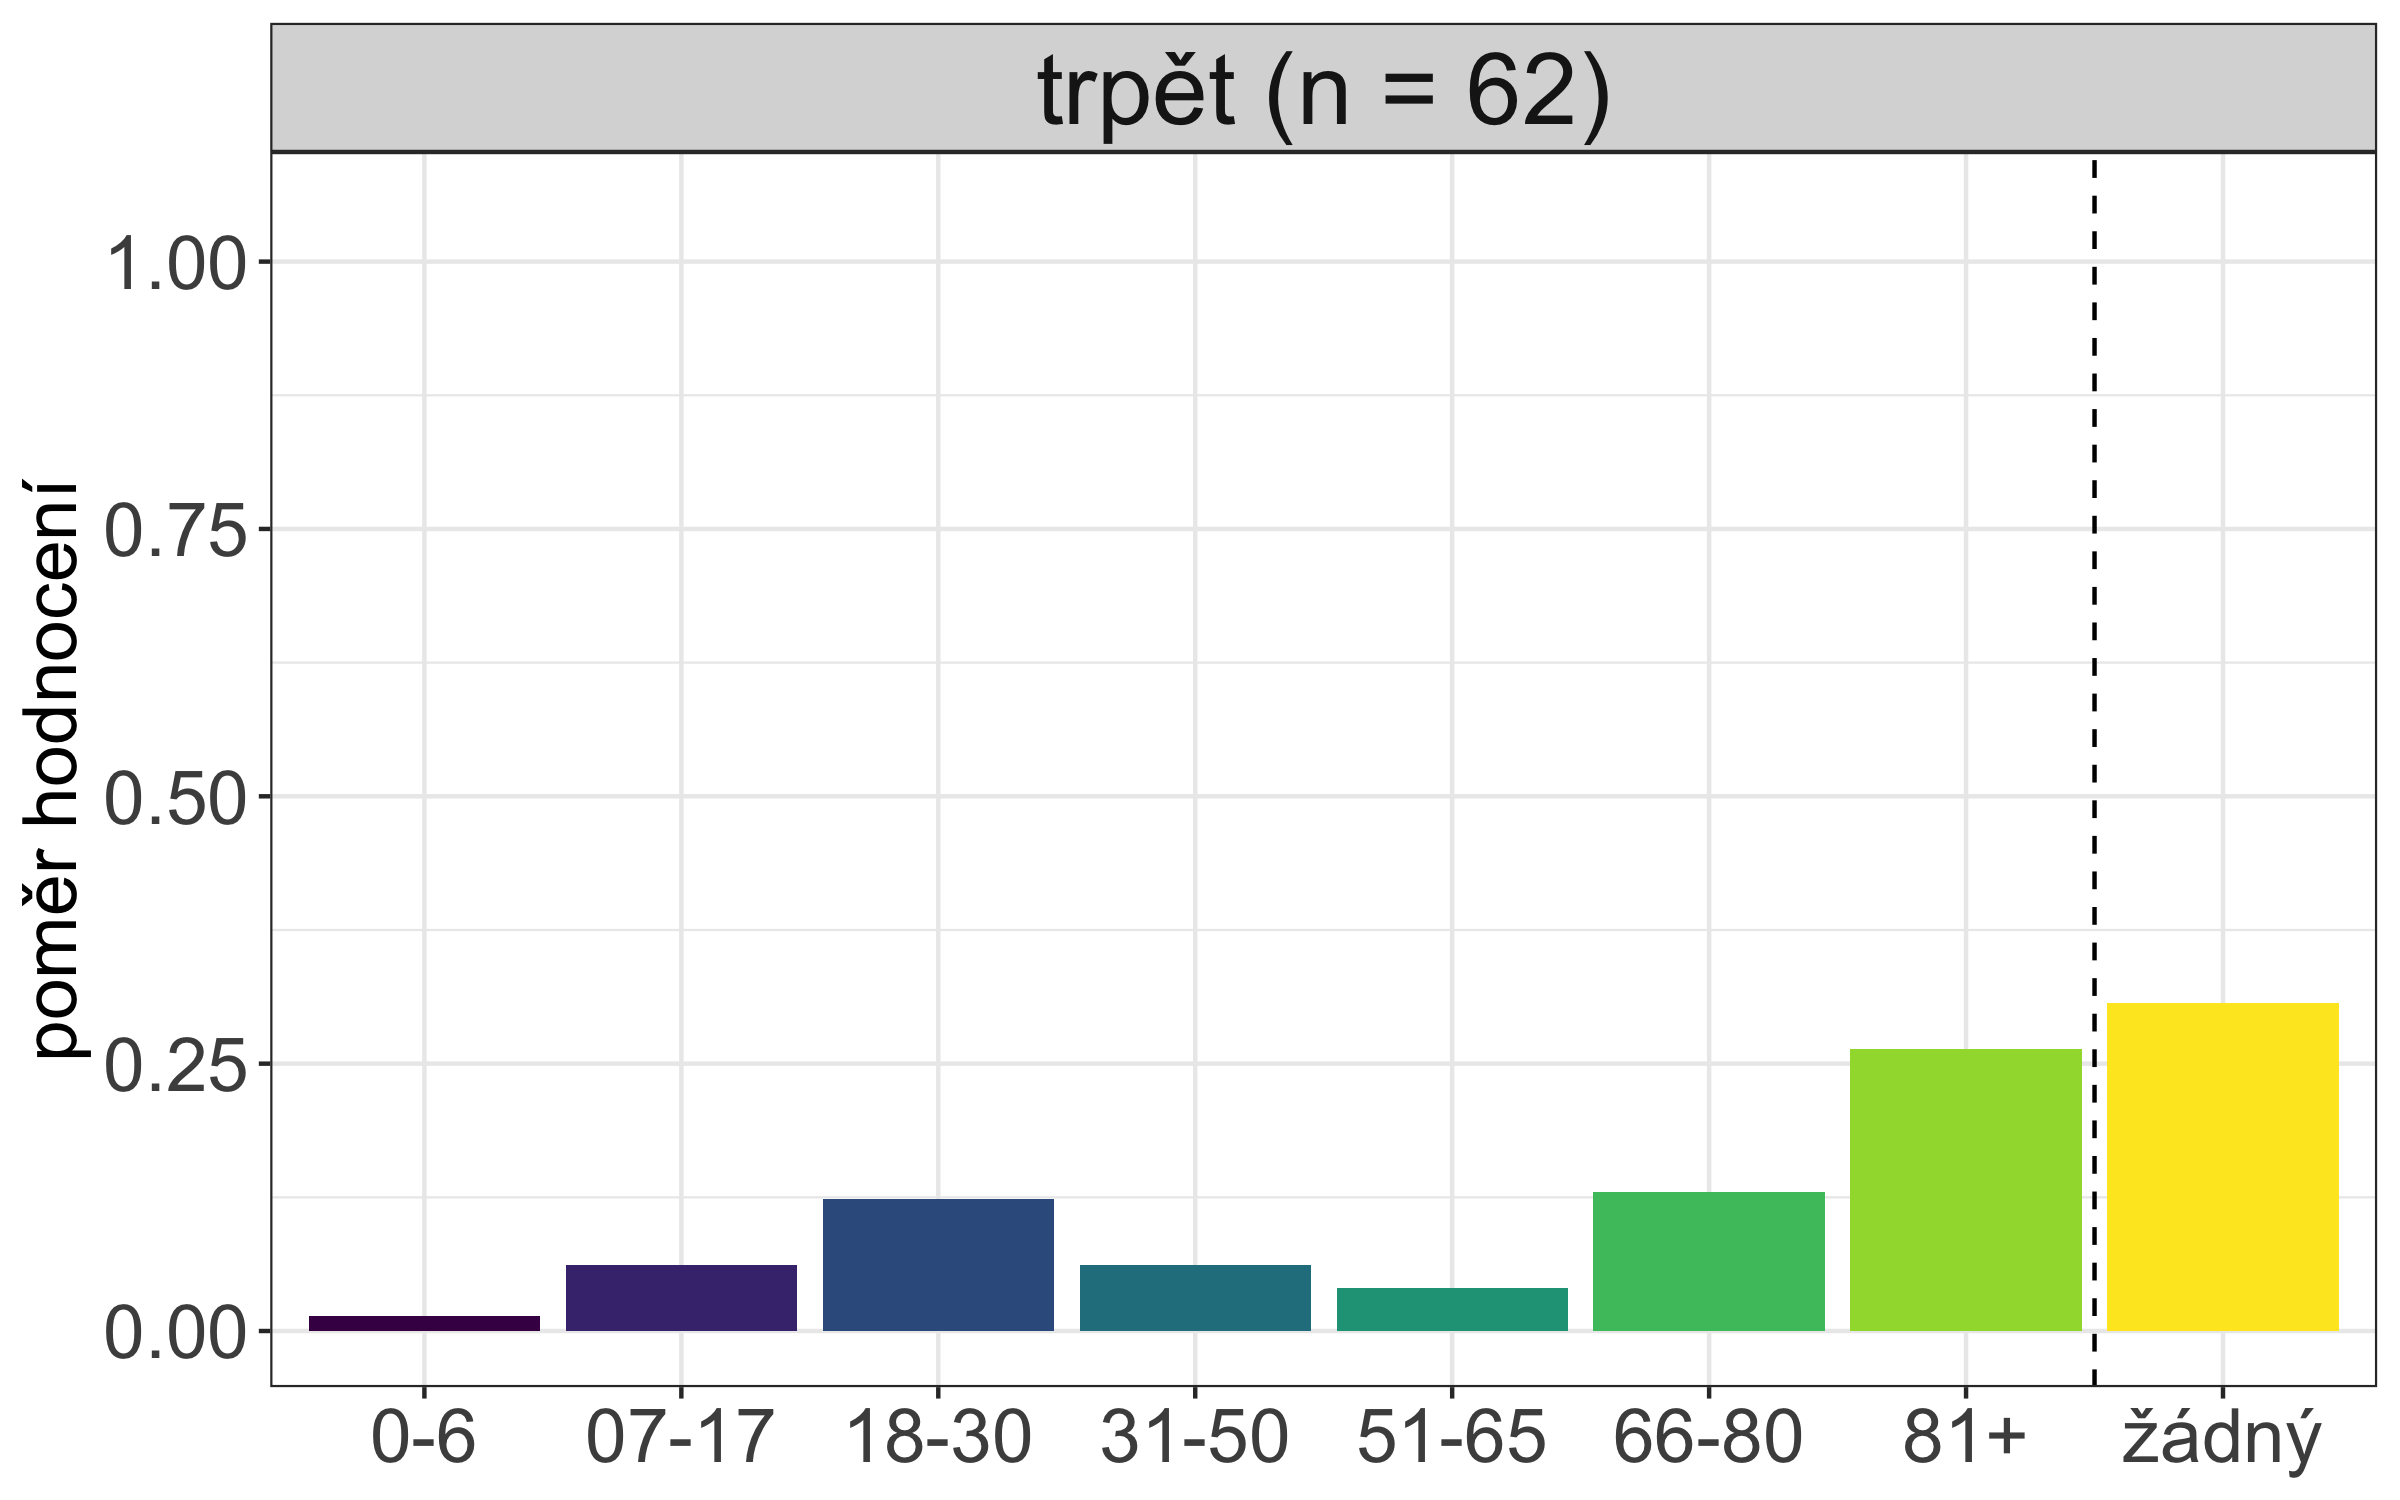 trpět (n = 62)
poměr hodnocení
1.00
0.75
0.50
0.25
0.00
0-6 07-17 18-30 31-50 51-65 66-80 81+ žádný